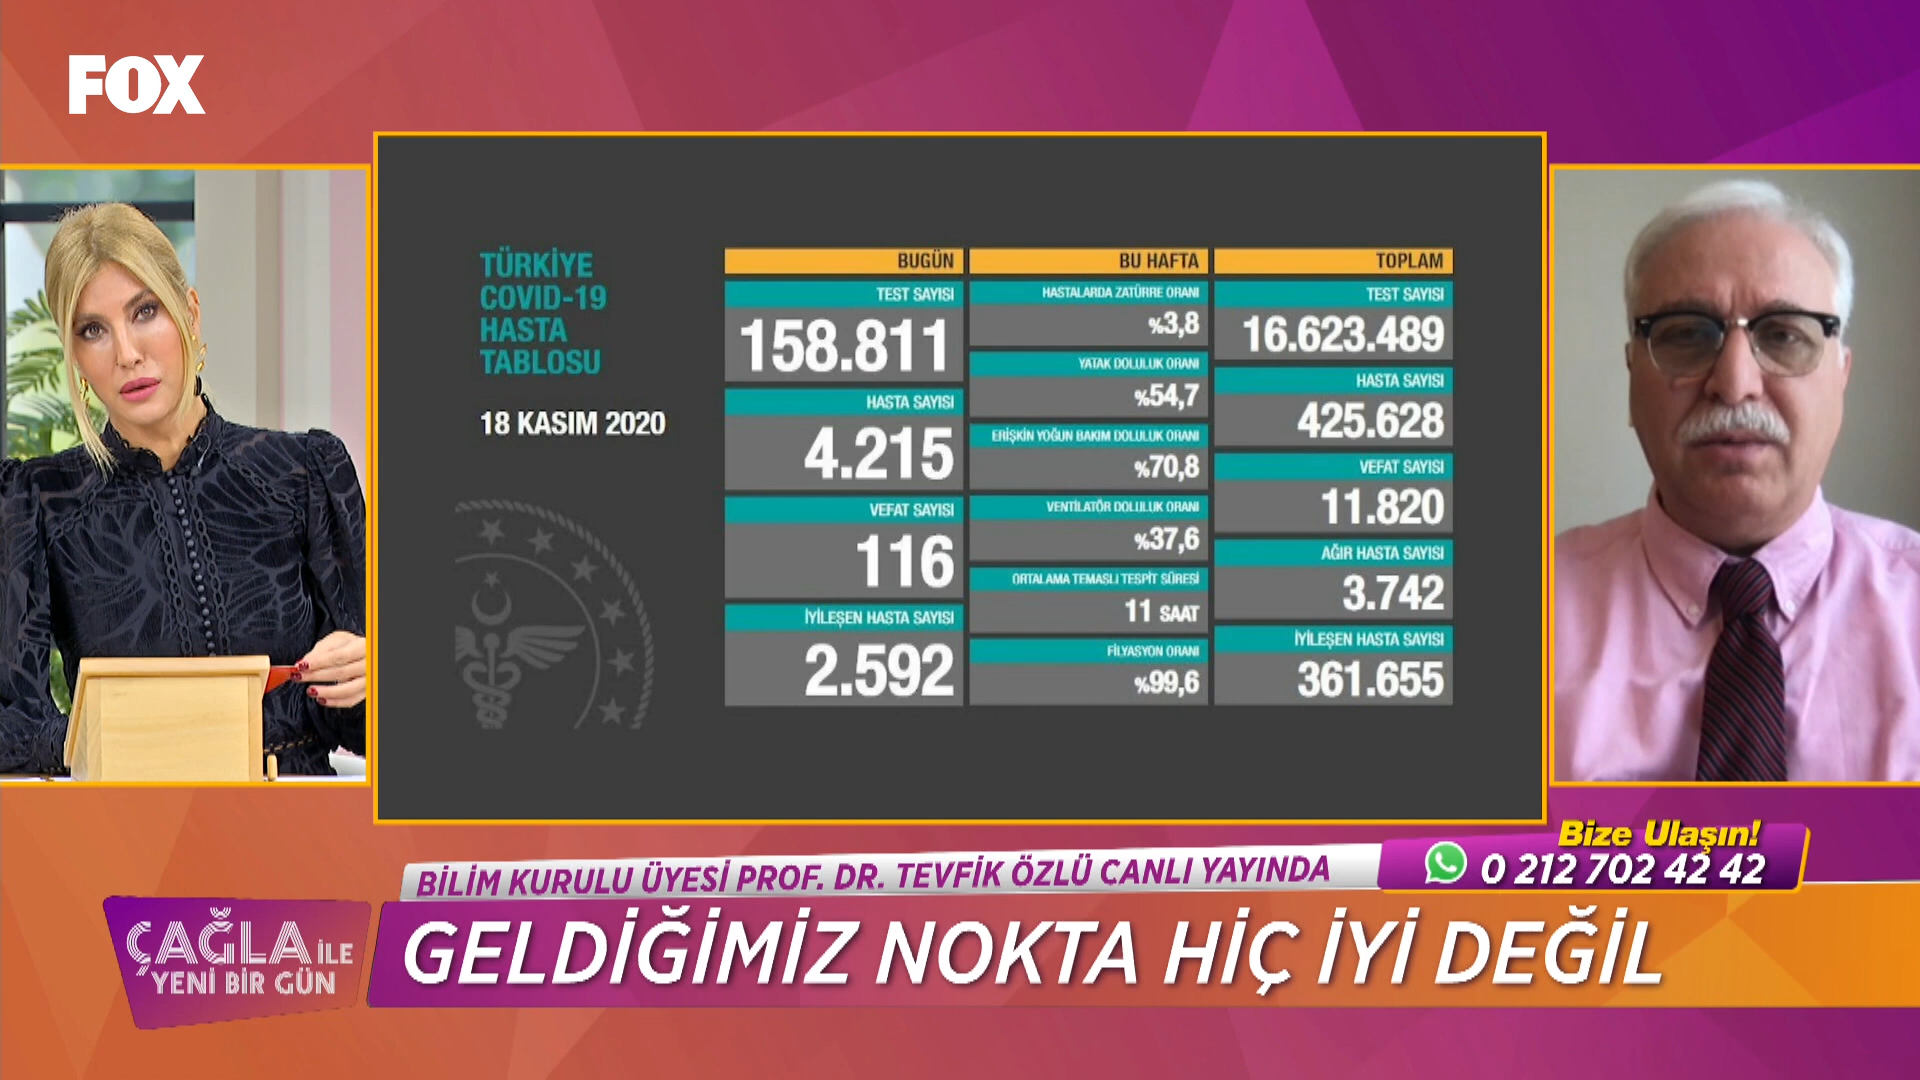 FOX
TÜRKİYE
COVID-19
HASTA
TABLOSU
18 KASIM 2020
BUGÜN
TEST SAYISI
158.811
HASTA SAYISI
4.215
VEFAT SAYISI
116
İYİLEŞEN HASTA SAYISI
2.592
BU HAFTA
HASTALARDA ZATÜRRE ORANI
%3,8
YATAK DOLULUK ORANI
%54,7
ERİŞKİN YOĞUN BAKIM DOLULUK ORANI
%70,8
VENTİLATÖR DOLULUK ORANI
%37,6
ORTALAMA TEMASLI TESPİT SÜRESİ
11 SAAT
FİLYASYON ORANI
%99,6
TOPLAM
TEST SAYISI
16.623.489
HASTA SAYISI
425.628
VEFAT SAYISI
11.820
AĞIR HASTA SAYISI
3.742
İYİLEŞEN HASTA SAYISI
361.655
Bize Ulaşın!
0 212 702 42 42
BİLİM KURULU ÜYESİ PROF. DR. TEVFİK ÖZLÜ CANLI YAYINDA
ÇAĞLA İLE
YENİ BİR GÜN
GELDİĞİMİZ NOKTA HİÇ İYİ DEĞİL